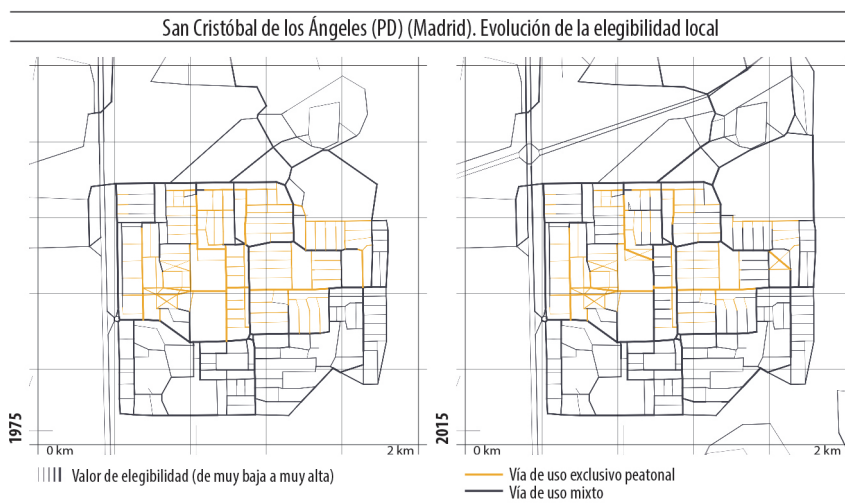 San Cristóbal de los Ángeles (PD) (Madrid). Evolución de la elegibilidad local
1975
0 km
2 km
2015
0 km
2 km
Valor de elegibilidad (de muy baja a muy alta)
Vía de uso exclusivo peatonal
Vía de uso mixto